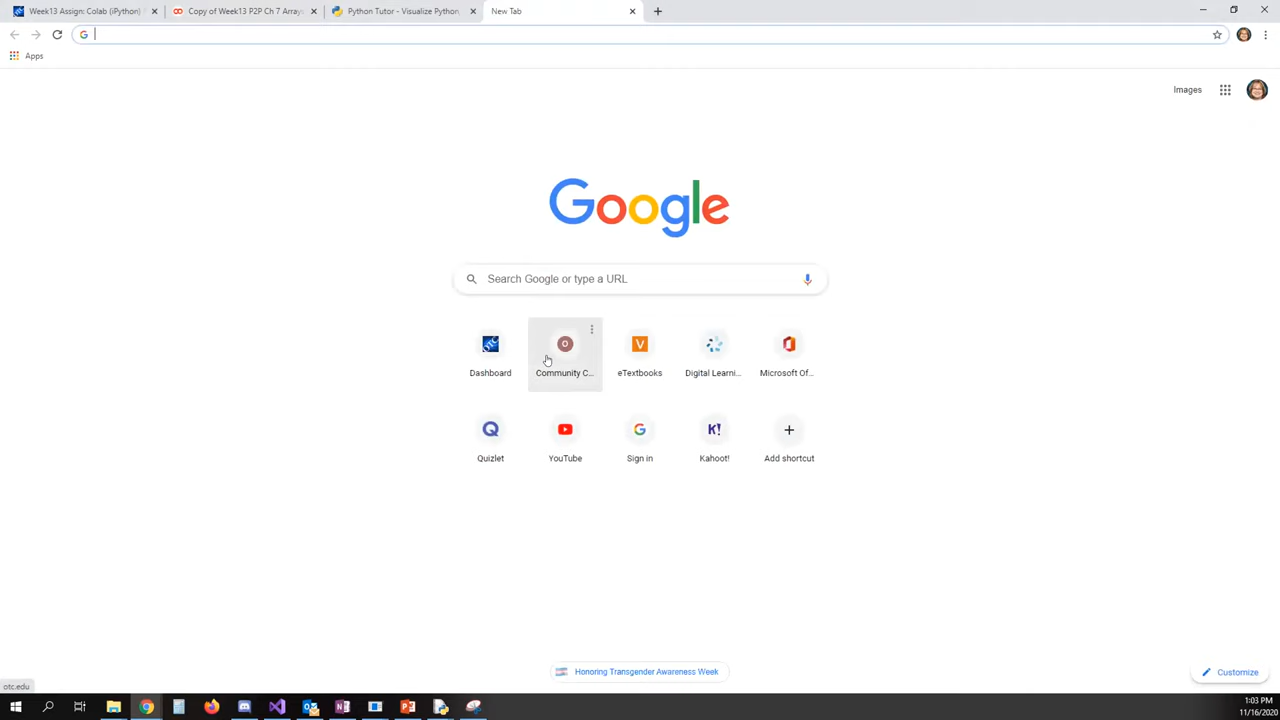 Week13 Assign: Colab (iPython)
Copy of Week13 P2P Ch 7 Arrays
Python Tutor - Visualize Python,
New Tab
Apps
Images
Google
Search Google or type a URL
Dashboard
Community C...
eTextbooks
Digital Learni...
Microsoft Of...
Quizlet
YouTube
Sign in
Kahoot!
Add shortcut
Honoring Transgender Awareness Week
Customize
otc.edu
1:03 PM
11/16/2020